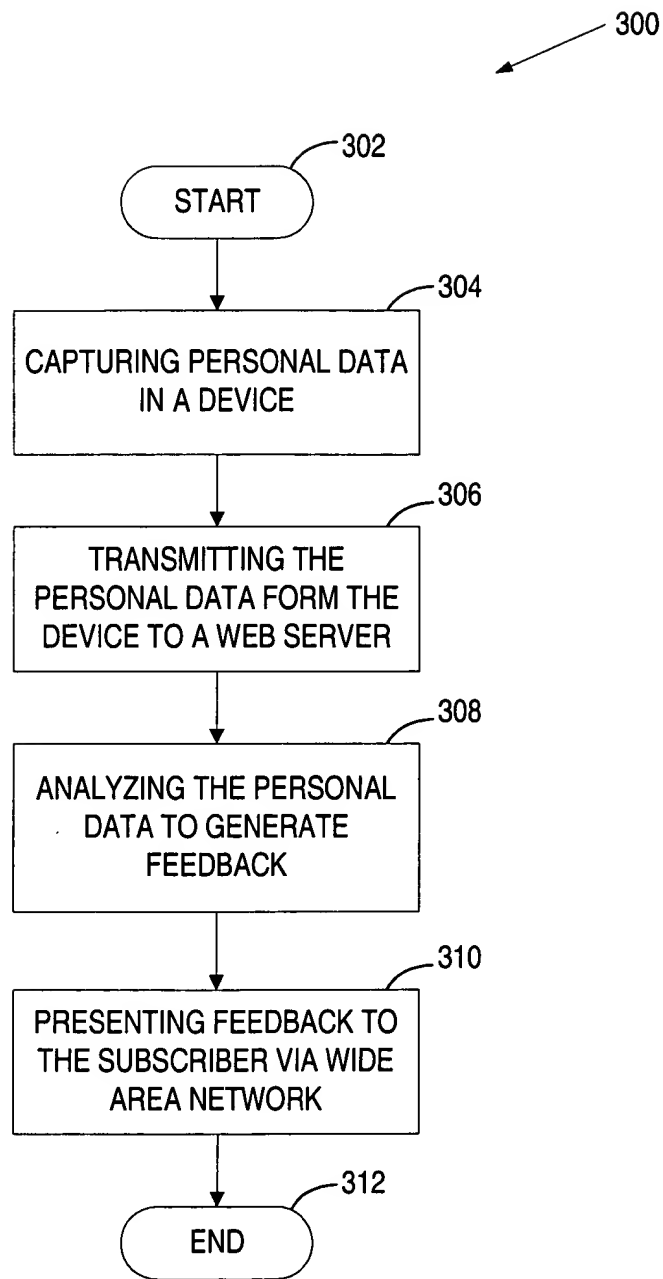 300
302
START
304
CAPTURING PERSONAL DATA
IN A DEVICE
306
TRANSMITTING THE
PERSONAL DATA FORM THE
DEVICE TO A WEB SERVER
308
ANALYZING THE PERSONAL
DATA TO GENERATE
FEEDBACK
310
PRESENTING FEEDBACK TO
THE SUBSCRIBER VIA WIDE
AREA NETWORK
312
END